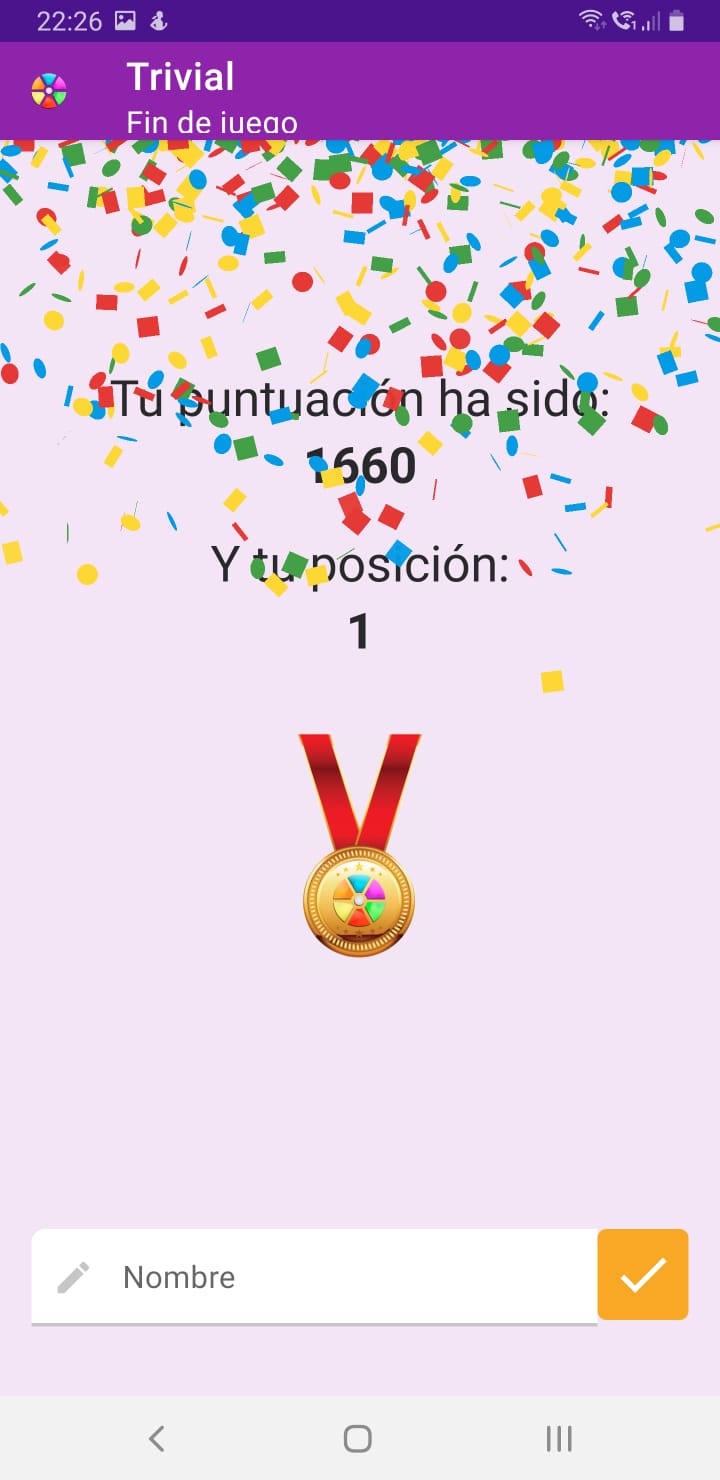 22:26
Trivial
Fin de juego
Tu puntuación ha sido:
1660
Y tu posición:
1
Nombre